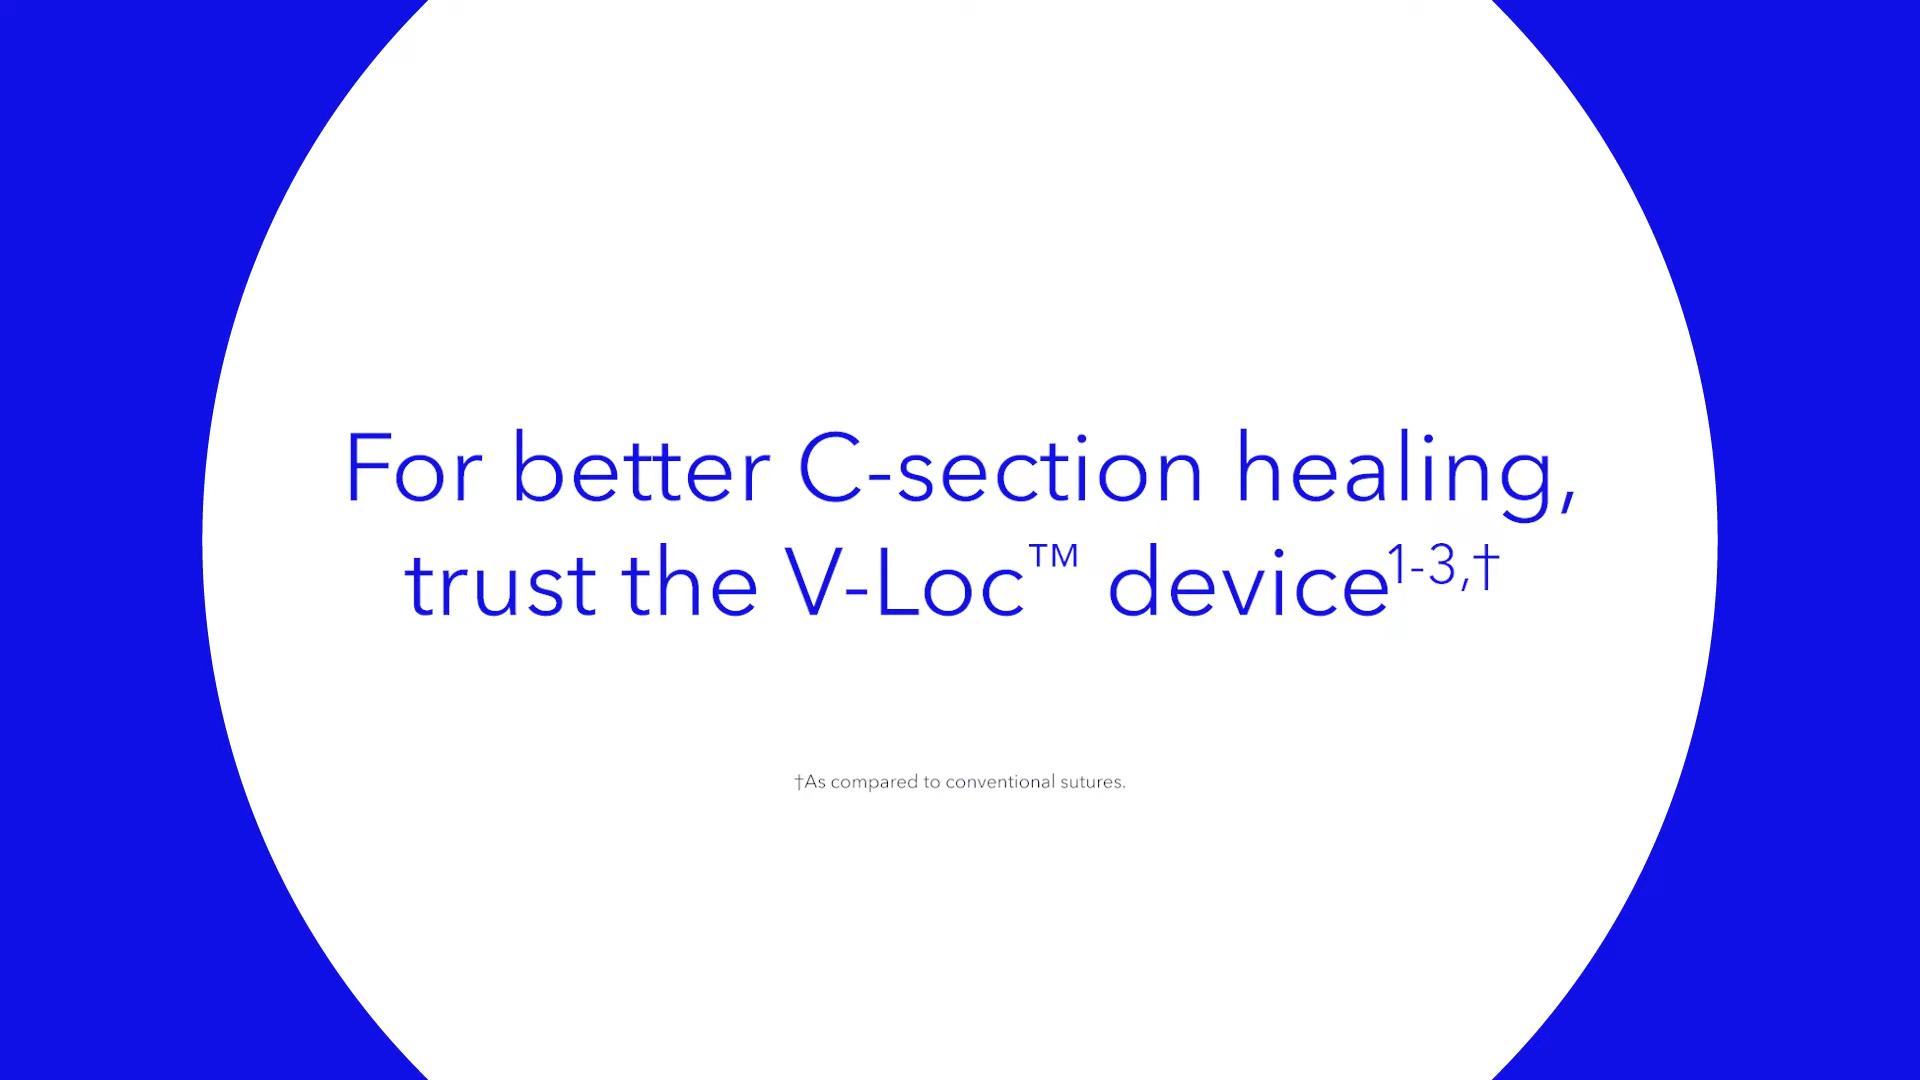 For better C-section healing,
trust the V-Loc™ device1-3,†
†As compared to conventional sutures.